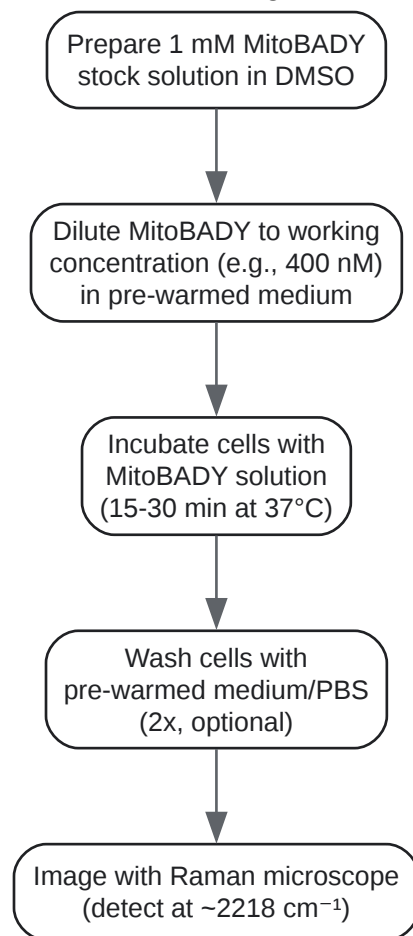 Prepare 1 mM MitoBADY
stock solution in DMSO
Dilute MitoBADY to working
concentration (e.g., 400 nM)
in pre-warmed medium
Incubate cells with
MitoBADY solution
(15-30 min at 37°C)
Wash cells with
pre-warmed medium/PBS
(2x, optional)
Image with Raman microscope
(detect at ~2218 cm⁻¹)